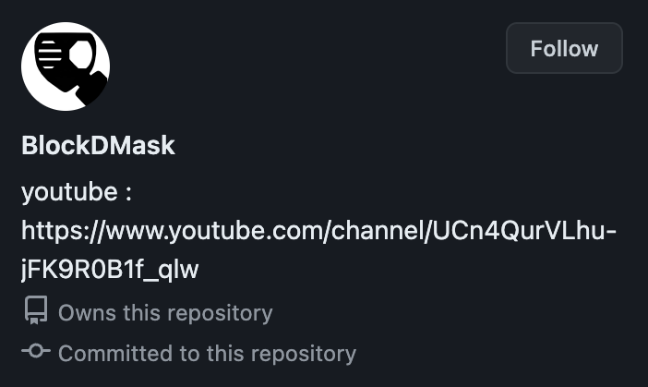 Follow
BlockDMask
youtube :
https://www.youtube.com/channel/UCn4QurVLhu-
jFK9R0B1f_qlw
Owns this repository
Committed to this repository